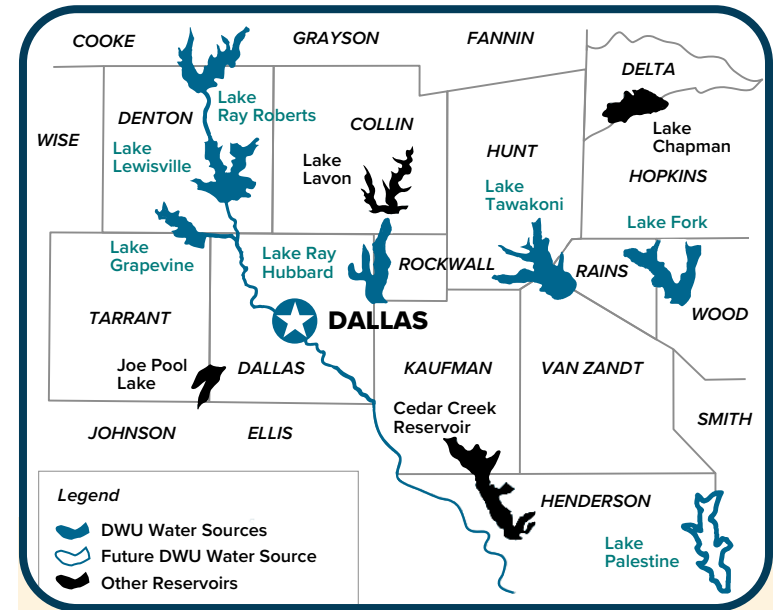 COOKE
GRAYSON
FANNIN
DELTA
Lake
Ray Roberts
DENTON
COLLIN
WISE
Lake
Chapman
Lake
Lewisville
Lake
Lavon
HUNT
HOPKINS
Lake
Tawakoni
Lake Fork
Lake
Grapevine
Lake Ray
Hubbard
ROCKWALL
RAINS
WOOD
TARRANT
DALLAS
Joe Pool
Lake
DALLAS
KAUFMAN
VAN ZANDT
Cedar Creek
Reservoir
SMITH
JOHNSON
ELLIS
HENDERSON
Lake
Palestine
Legend
DWU Water Sources
Future DWU Water Source
Other Reservoirs